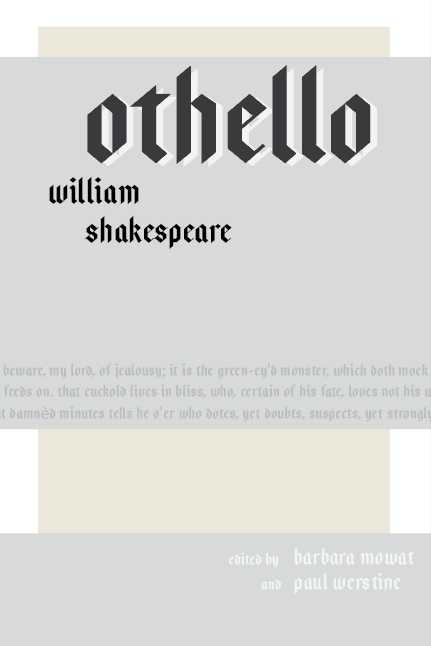 othello
william
shakespeare
beware, my lord, of jealousy; it is the green-ey'd monster, which doth mock
feeds on. that cuckold lives in bliss, who, certain of his fate, loves not his w
t damnèd minutes tells he o'er who dotes, yet doubts, suspects, yet strongly
edited by barbara mowat
and paul werstine